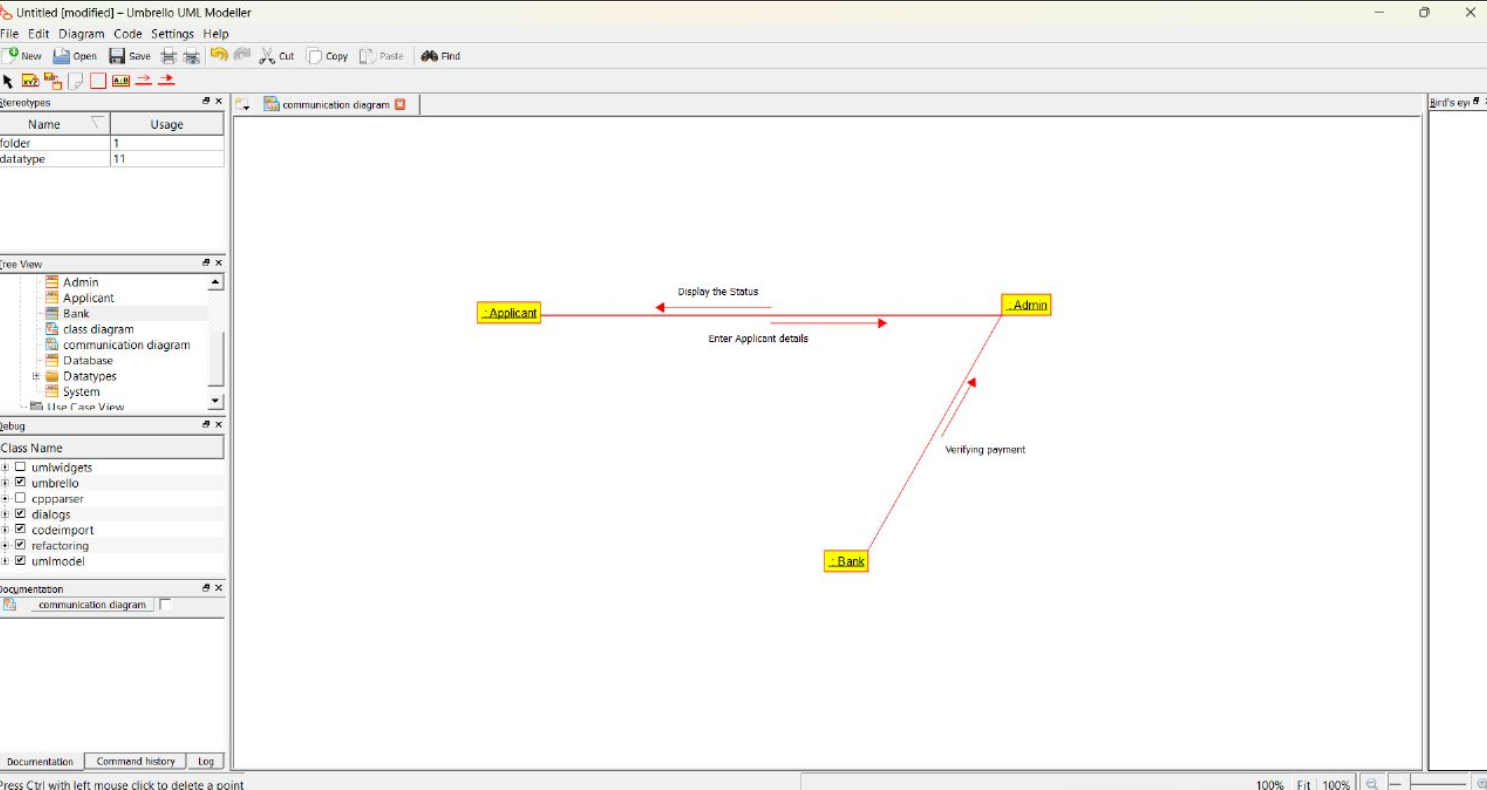 Untitled [modified] – Umbrello UML Modeller
File Edit Diagram Code Settings Help
New Open Save Cut Copy Paste Find
Stereotypes
Name Usage
folder 1
datatype 11
Tree View
Admin
Applicant
Bank
class diagram
communication diagram
Database
Datatypes
System
Use Case View
Debug
Class Name
umlwidgets
umbrello
cppparser
dialogs
codeimport
refactoring
umlmodel
Documentation
communication diagram
Documentation Command history Log
communication diagram
Display the Status
: Applicant
: Admin
Enter Applicant details
Verifying payment
: Bank
Bird's eye
Press Ctrl with left mouse click to delete a point
100% Fit 100%